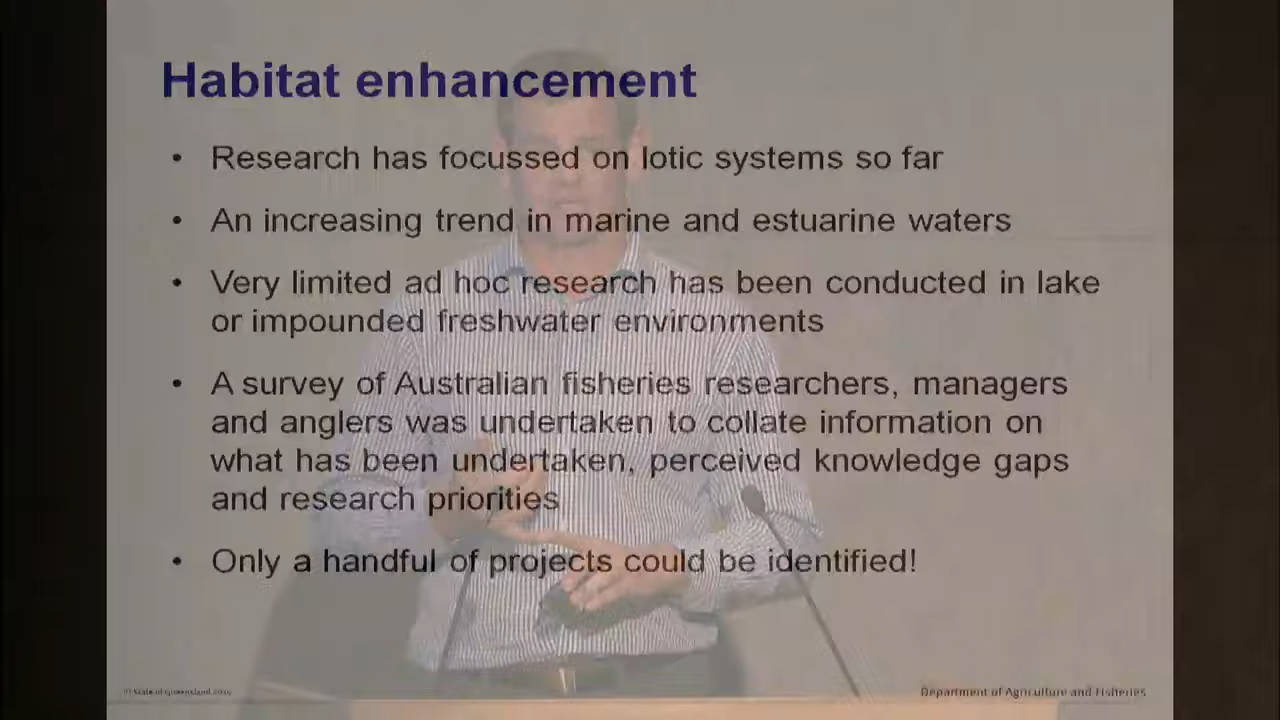 Habitat enhancement
• Research has focussed on lotic systems so far
• An increasing trend in marine and estuarine waters
• Very limited ad hoc research has been conducted in lake
or impounded freshwater environments
• A survey of Australian fisheries researchers, managers
and anglers was undertaken to collate information on
what has been undertaken, perceived knowledge gaps
and research priorities
• Only a handful of projects could be identified!
© State of Queensland
Department of Agriculture and Fisheries